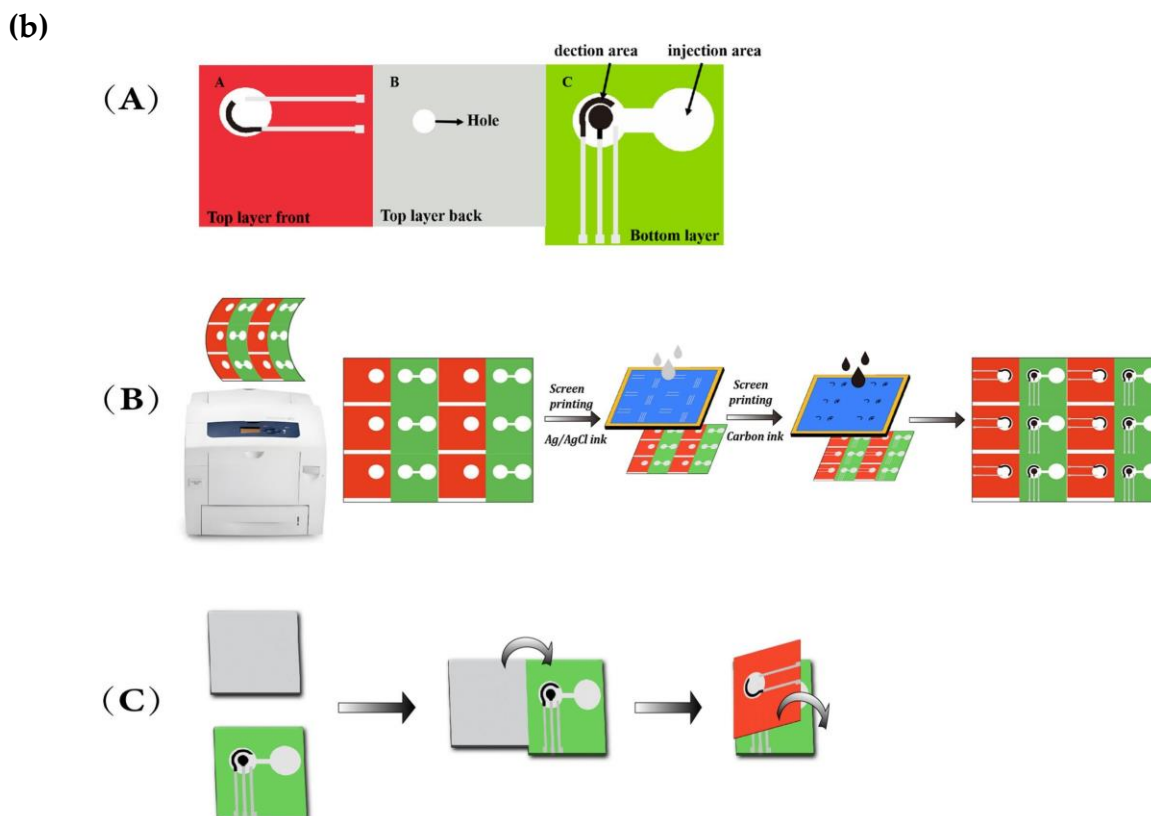 (b)
(A)
dection area
injection area
A
B
C
Hole
Top layer front
Top layer back
Bottom layer
(B)
Screen
printing
Ag/AgCl ink
Screen
printing
Carbon ink
(C)